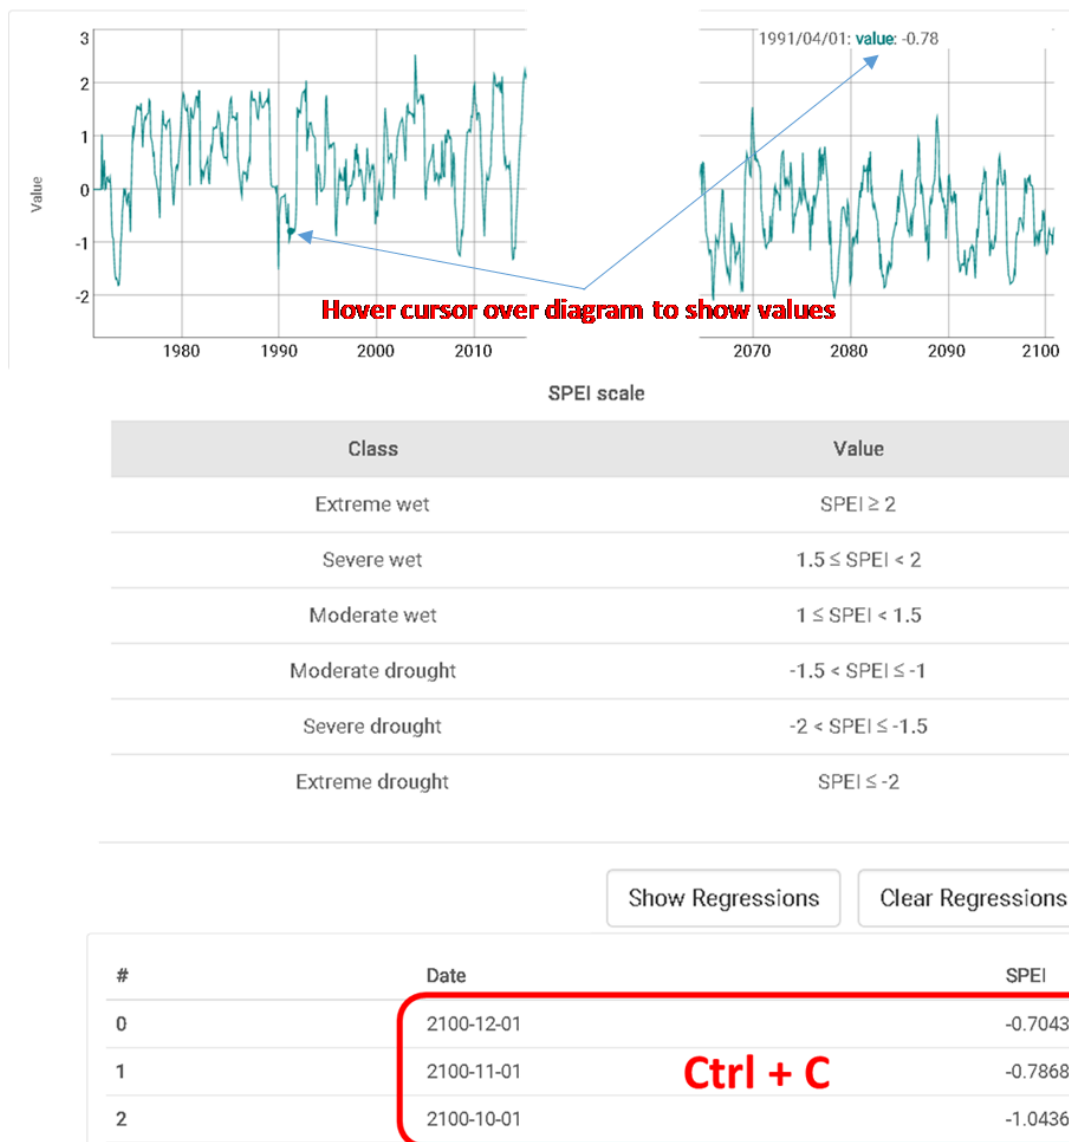 3
1991/04/01: value: -0.78
2
1
0
Value
-1
-2
Hover cursor over diagram to show values
1980 1990 2000 2010 2070 2080 2090 2100
SPEI scale
Class Value
Extreme wet SPEI ≥ 2
Severe wet 1.5 ≤ SPEI < 2
Moderate wet 1 ≤ SPEI < 1.5
Moderate drought -1.5 < SPEI ≤ -1
Severe drought -2 < SPEI ≤ -1.5
Extreme drought SPEI ≤ -2
Show Regressions Clear Regressions
# Date SPEI
0 2100-12-01 -0.7043
1 2100-11-01 -0.7868
Ctrl + C
2 2100-10-01 -1.0436